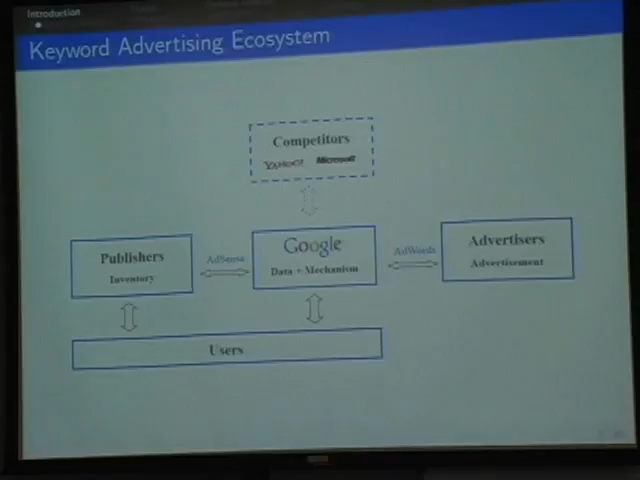 Introduction
Keyword Advertising Ecosystem
Competitors
YAHOO! Microsoft
Publishers
Inventory
AdSense
Google
Data + Mechanism
AdWords
Advertisers
Advertisement
Users